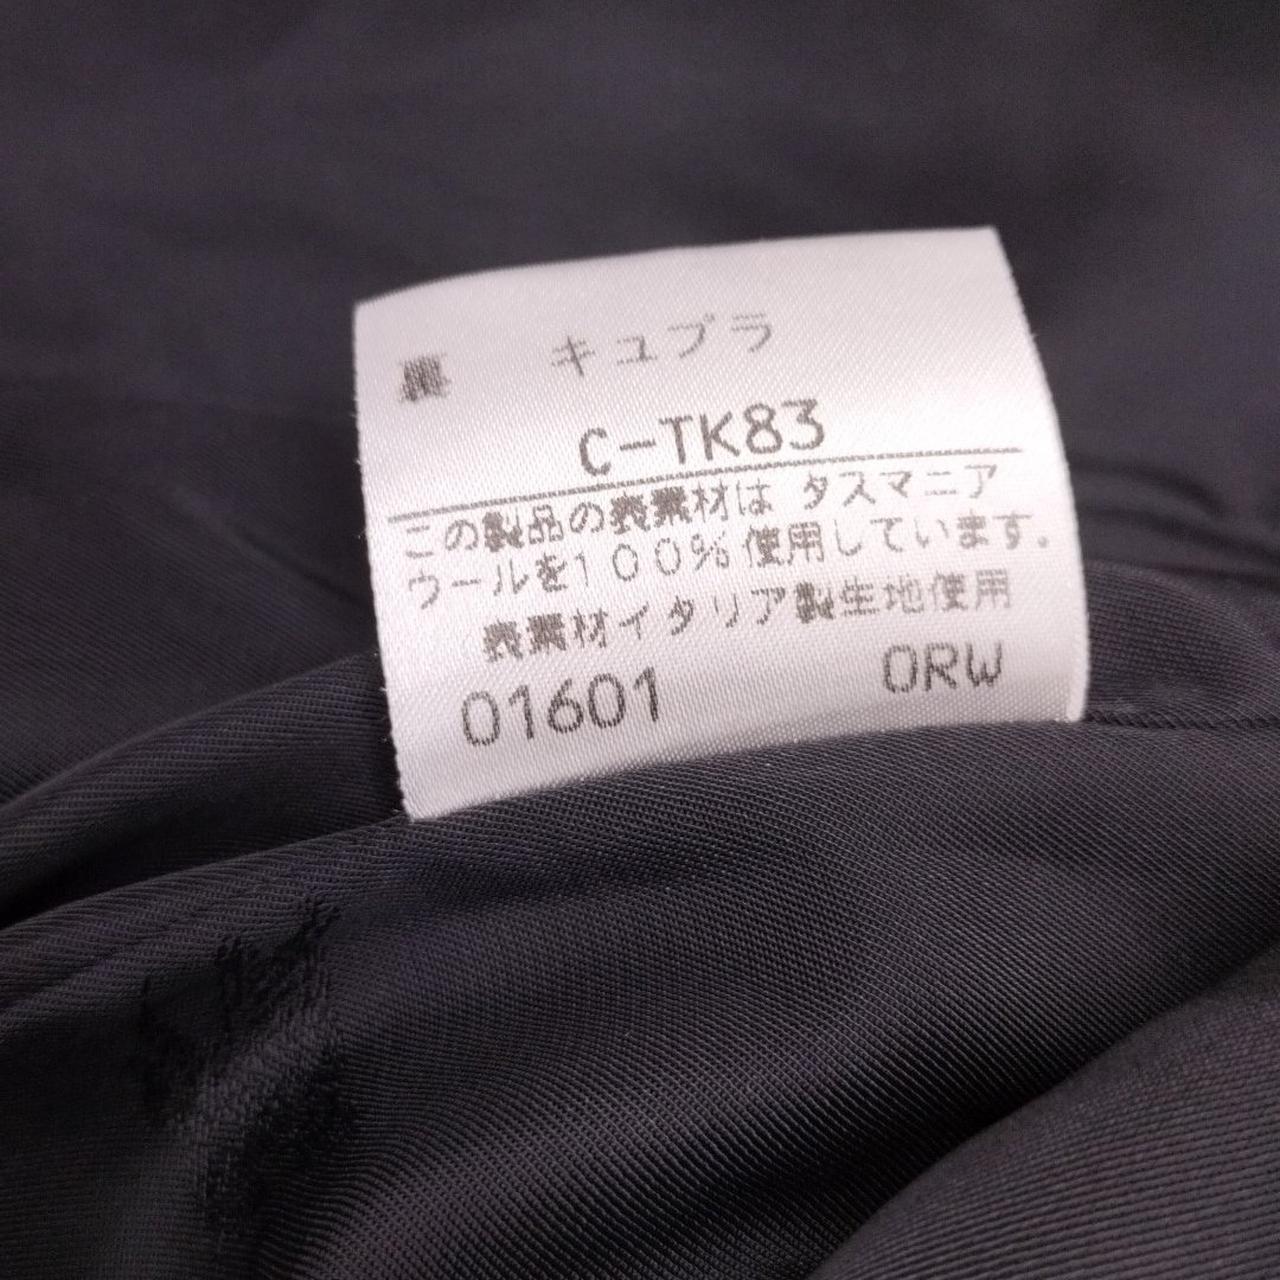 裏 キュプラ
C-TK83
この製品の表素材は タスマニア
ウールを100%使用しています.
表素材イタリア製生地使用
01601 ORW